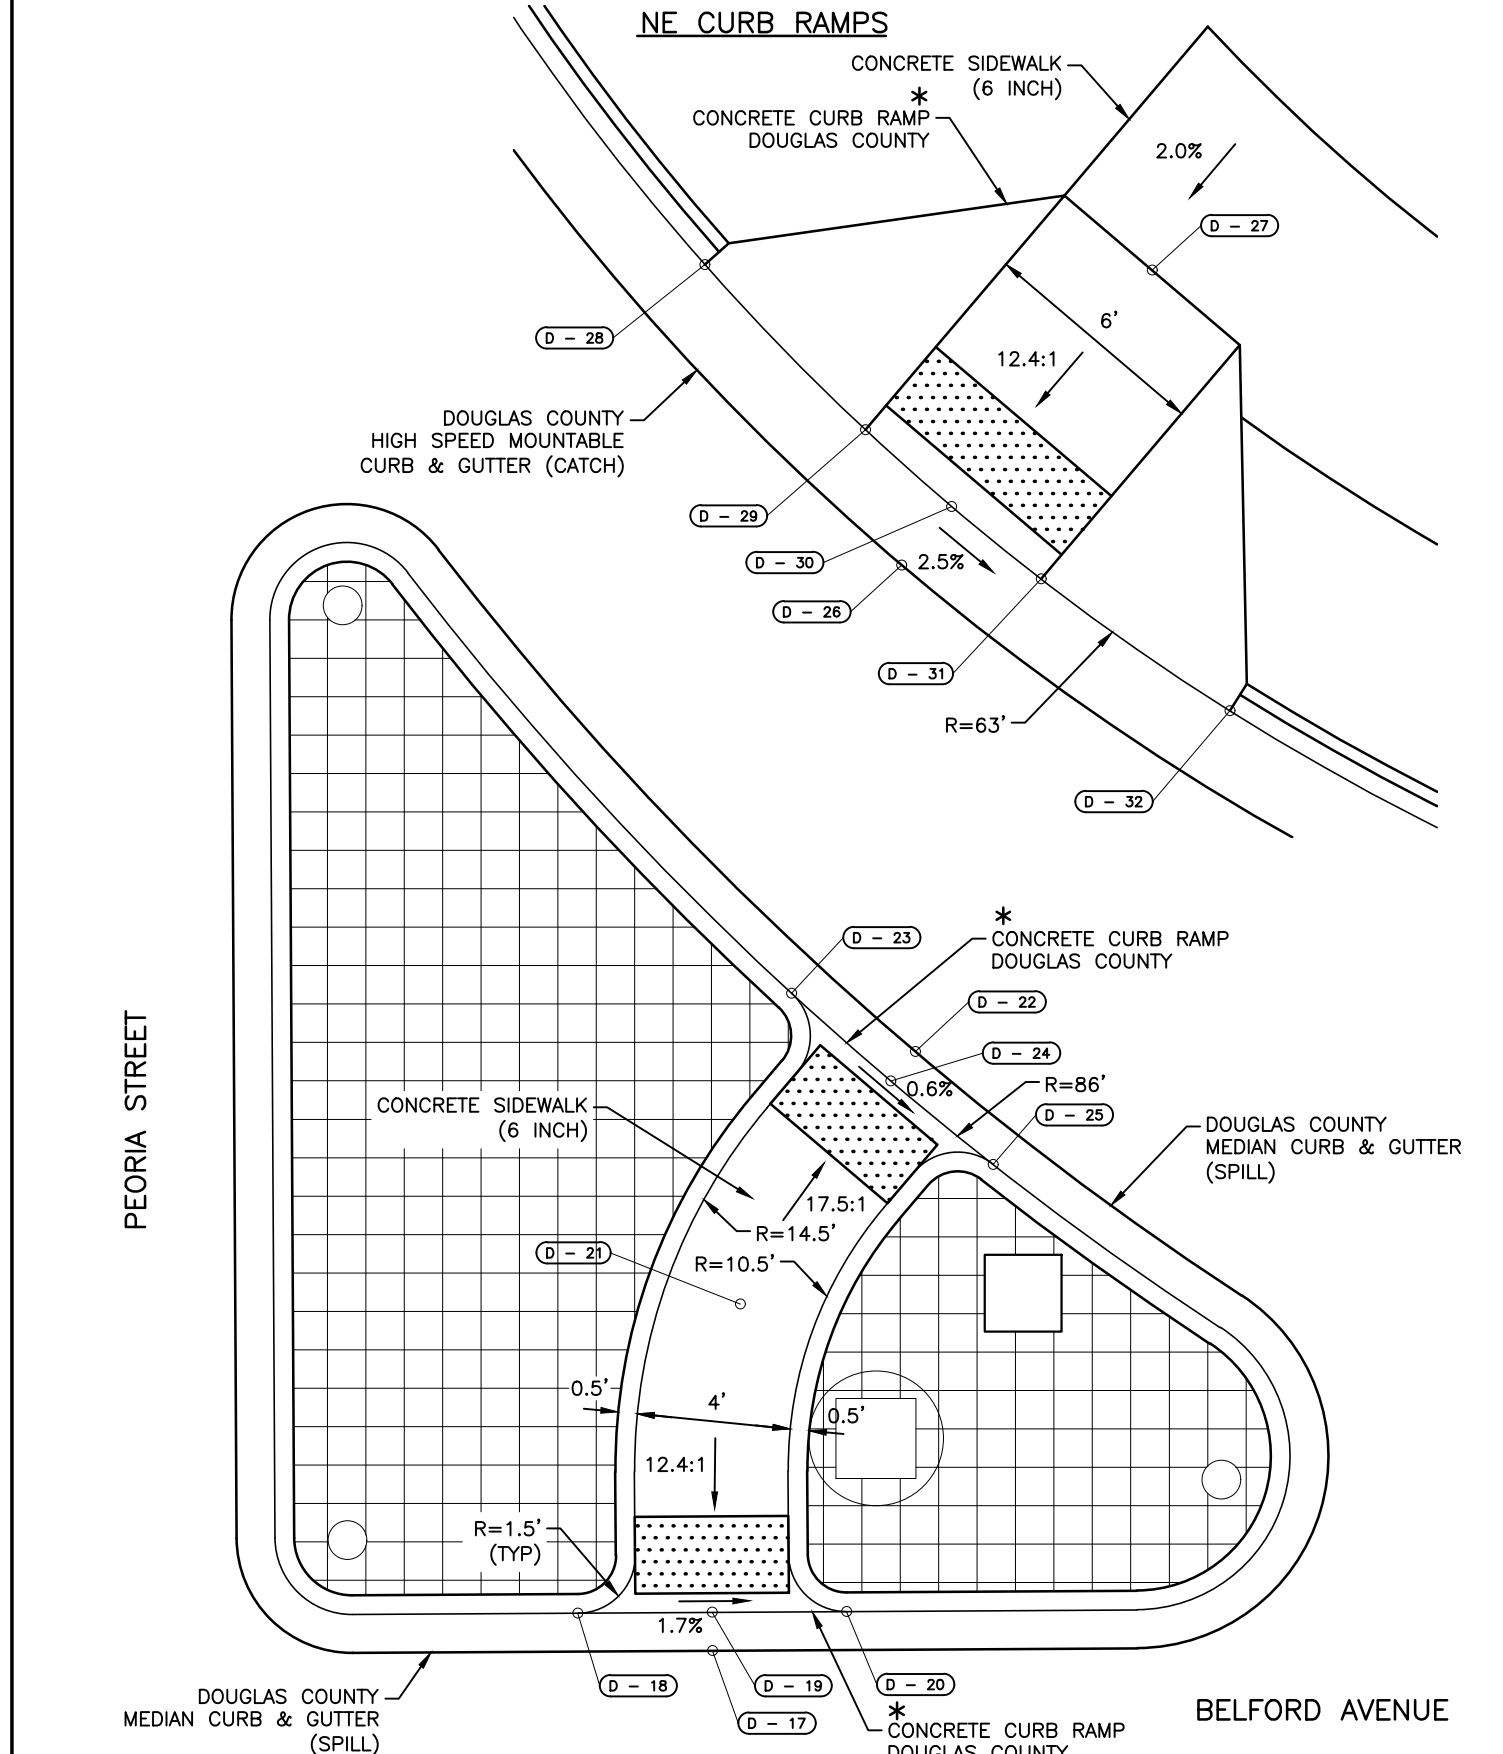 NE CURB RAMPS
CONCRETE SIDEWALK
(6 INCH)
*
CONCRETE CURB RAMP
DOUGLAS COUNTY
2.0%
D - 27
6'
D - 28
12.4:1
DOUGLAS COUNTY
HIGH SPEED MOUNTABLE
CURB & GUTTER (CATCH)
D - 29
D - 30
2.5%
D - 26
D - 31
R=63'
D - 32
*
CONCRETE CURB RAMP
DOUGLAS COUNTY
D - 23
D - 22
D - 24
0.6%
R=86'
D - 25
PEORIA STREET
CONCRETE SIDEWALK
(6 INCH)
DOUGLAS COUNTY
MEDIAN CURB & GUTTER
(SPILL)
17.5:1
R=14.5'
D - 21
R=10.5'
0.5'
4'
0.5'
12.4:1
R=1.5'
(TYP)
1.7%
D - 18
D - 19
D - 20
D - 17
DOUGLAS COUNTY
MEDIAN CURB & GUTTER
(SPILL)
*
CONCRETE CURB RAMP
DOUGLAS COUNTY
BELFORD AVENUE